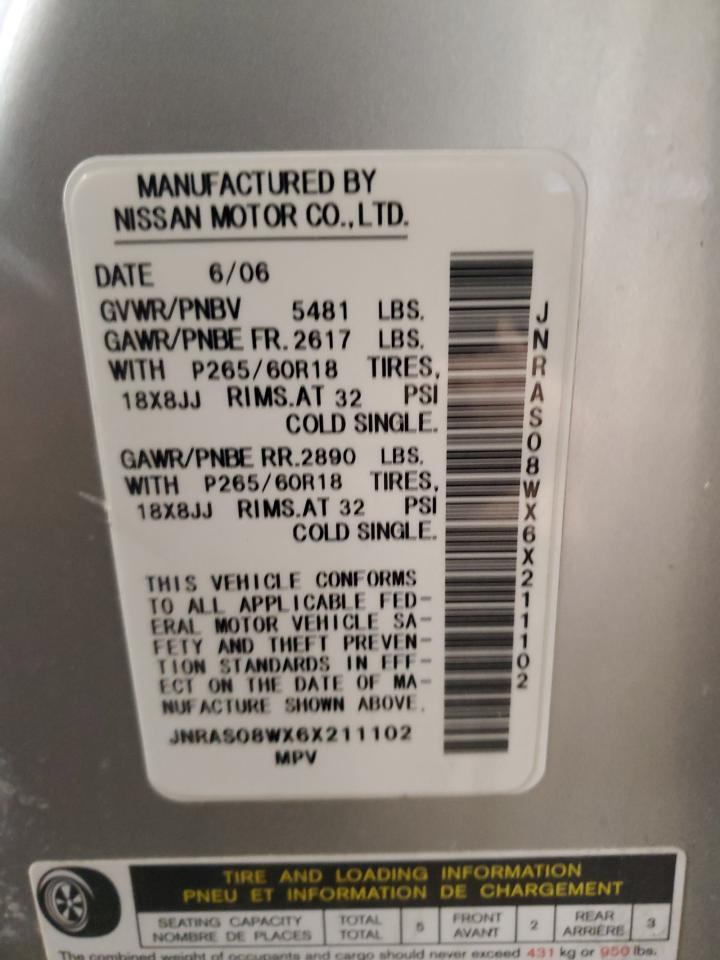 MANUFACTURED BY
NISSAN MOTOR CO.,LTD.
DATE 6/06
GVWR/PNBV 5481 LBS.
GAWR/PNBE FR. 2617 LBS.
WITH P265/60R18 TIRES,
18X8JJ RIMS.AT 32 PSI
COLD SINGLE.
GAWR/PNBE RR. 2890 LBS.
WITH P265/60R18 TIRES,
18X8JJ RIMS.AT 32 PSI
COLD SINGLE.
THIS VEHICLE CONFORMS
TO ALL APPLICABLE FED-
ERAL MOTOR VEHICLE SA-
FETY AND THEFT PREVEN-
TION STANDARDS IN EFF-
ECT ON THE DATE OF MA-
NUFACTURE SHOWN ABOVE.
JNRAS08WX6X211102
MPV
JNRAS08WX6X211102
TIRE AND LOADING INFORMATION
PNEU ET INFORMATION DE CHARGEMENT
SEATING CAPACITY TOTAL 5 FRONT 2 REAR 3
NOMBRE DE PLACES TOTAL AVANT ARRIÈRE
The combined weight of occupants and cargo should never exceed 431 kg or 950 lbs.